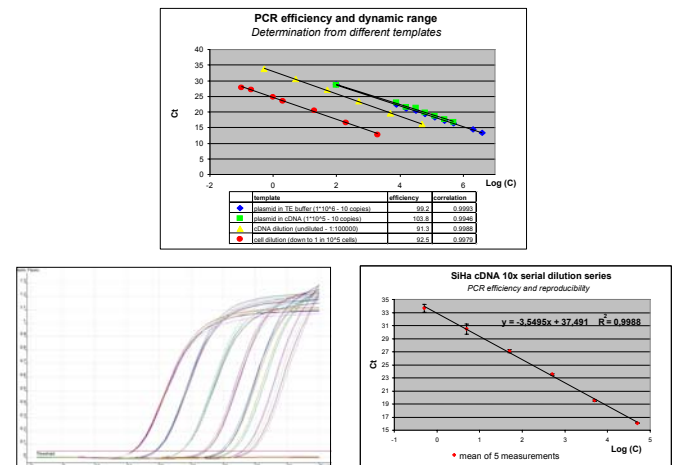 PCR efficiency and dynamic range
Determination from different templates
40
35
30
25
20
15
10
5
0
Ct
-2 0 2 4 6
Log (C)
template efficiency correlation
plasmid in TE buffer (1*10^6 - 10 copies) 99.2 0.9993
plasmid in cDNA (1*10^5 - 10 copies) 103.8 0.9946
cDNA dilution (undiluted - 1:100000) 91.3 0.9988
cell dilution (down to 1 in 10^5 cells) 92.5 0.9979
Threshold
SiHa cDNA 10x serial dilution series
PCR efficiency and reproducibility
35
33
31
29
27
25
23
21
19
17
15
Ct
y = -3,5495x + 37,491 R2 = 0,9988
-1 0 1 2 3 4 5
Log (C)
mean of 5 measurements